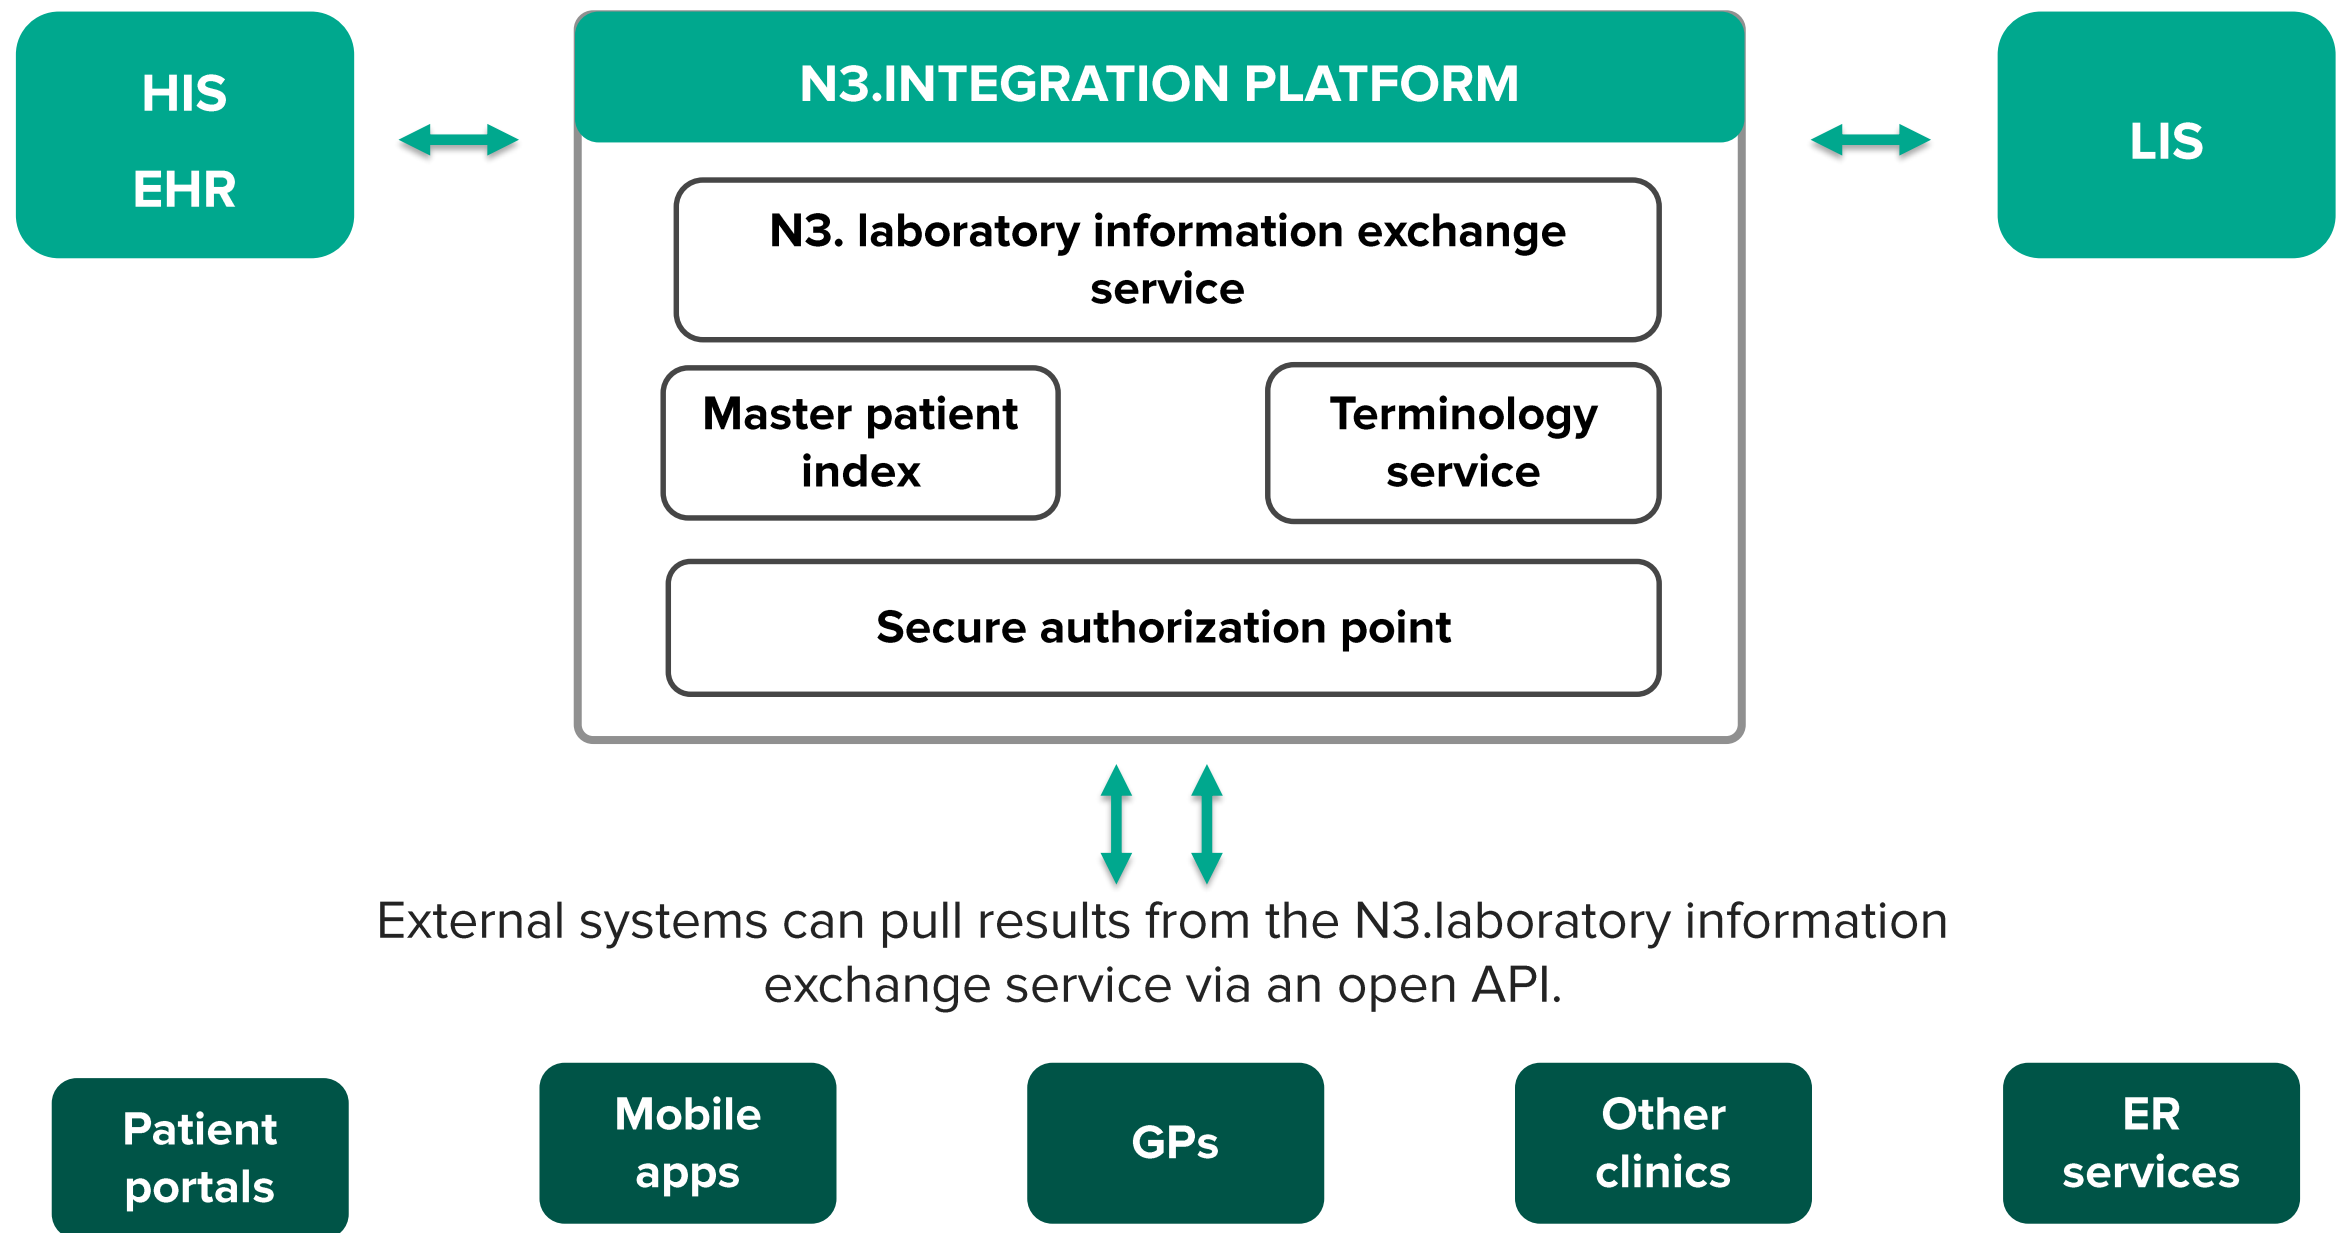 HIS
EHR
N3.INTEGRATION PLATFORM
LIS
N3. laboratory information exchange
service
Master patient
index
Terminology
service
Secure authorization point
External systems can pull results from the N3.laboratory information
exchange service via an open API.
Patient
portals
Mobile
apps
GPs
Other
clinics
ER
services